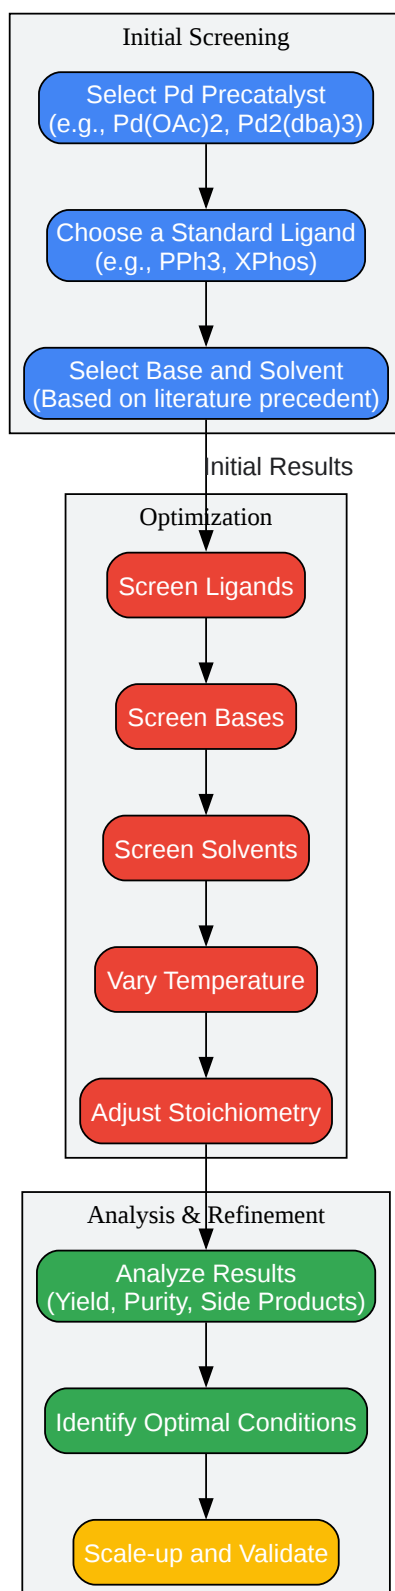 Initial Screening
Select Pd Precatalyst
(e.g., Pd(OAc)2, Pd2(dba)3)
Choose a Standard Ligand
(e.g., PPh3, XPhos)
Select Base and Solvent
(Based on literature precedent)
Initial Results
Optimization
Screen Ligands
Screen Bases
Screen Solvents
Vary Temperature
Adjust Stoichiometry
Analysis & Refinement
Analyze Results
(Yield, Purity, Side Products)
Identify Optimal Conditions
Scale-up and Validate